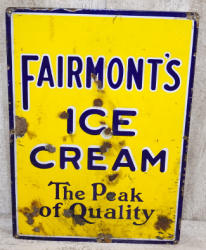 FAIRMONT'S
ICE
CREAM
The Peak
of Quality